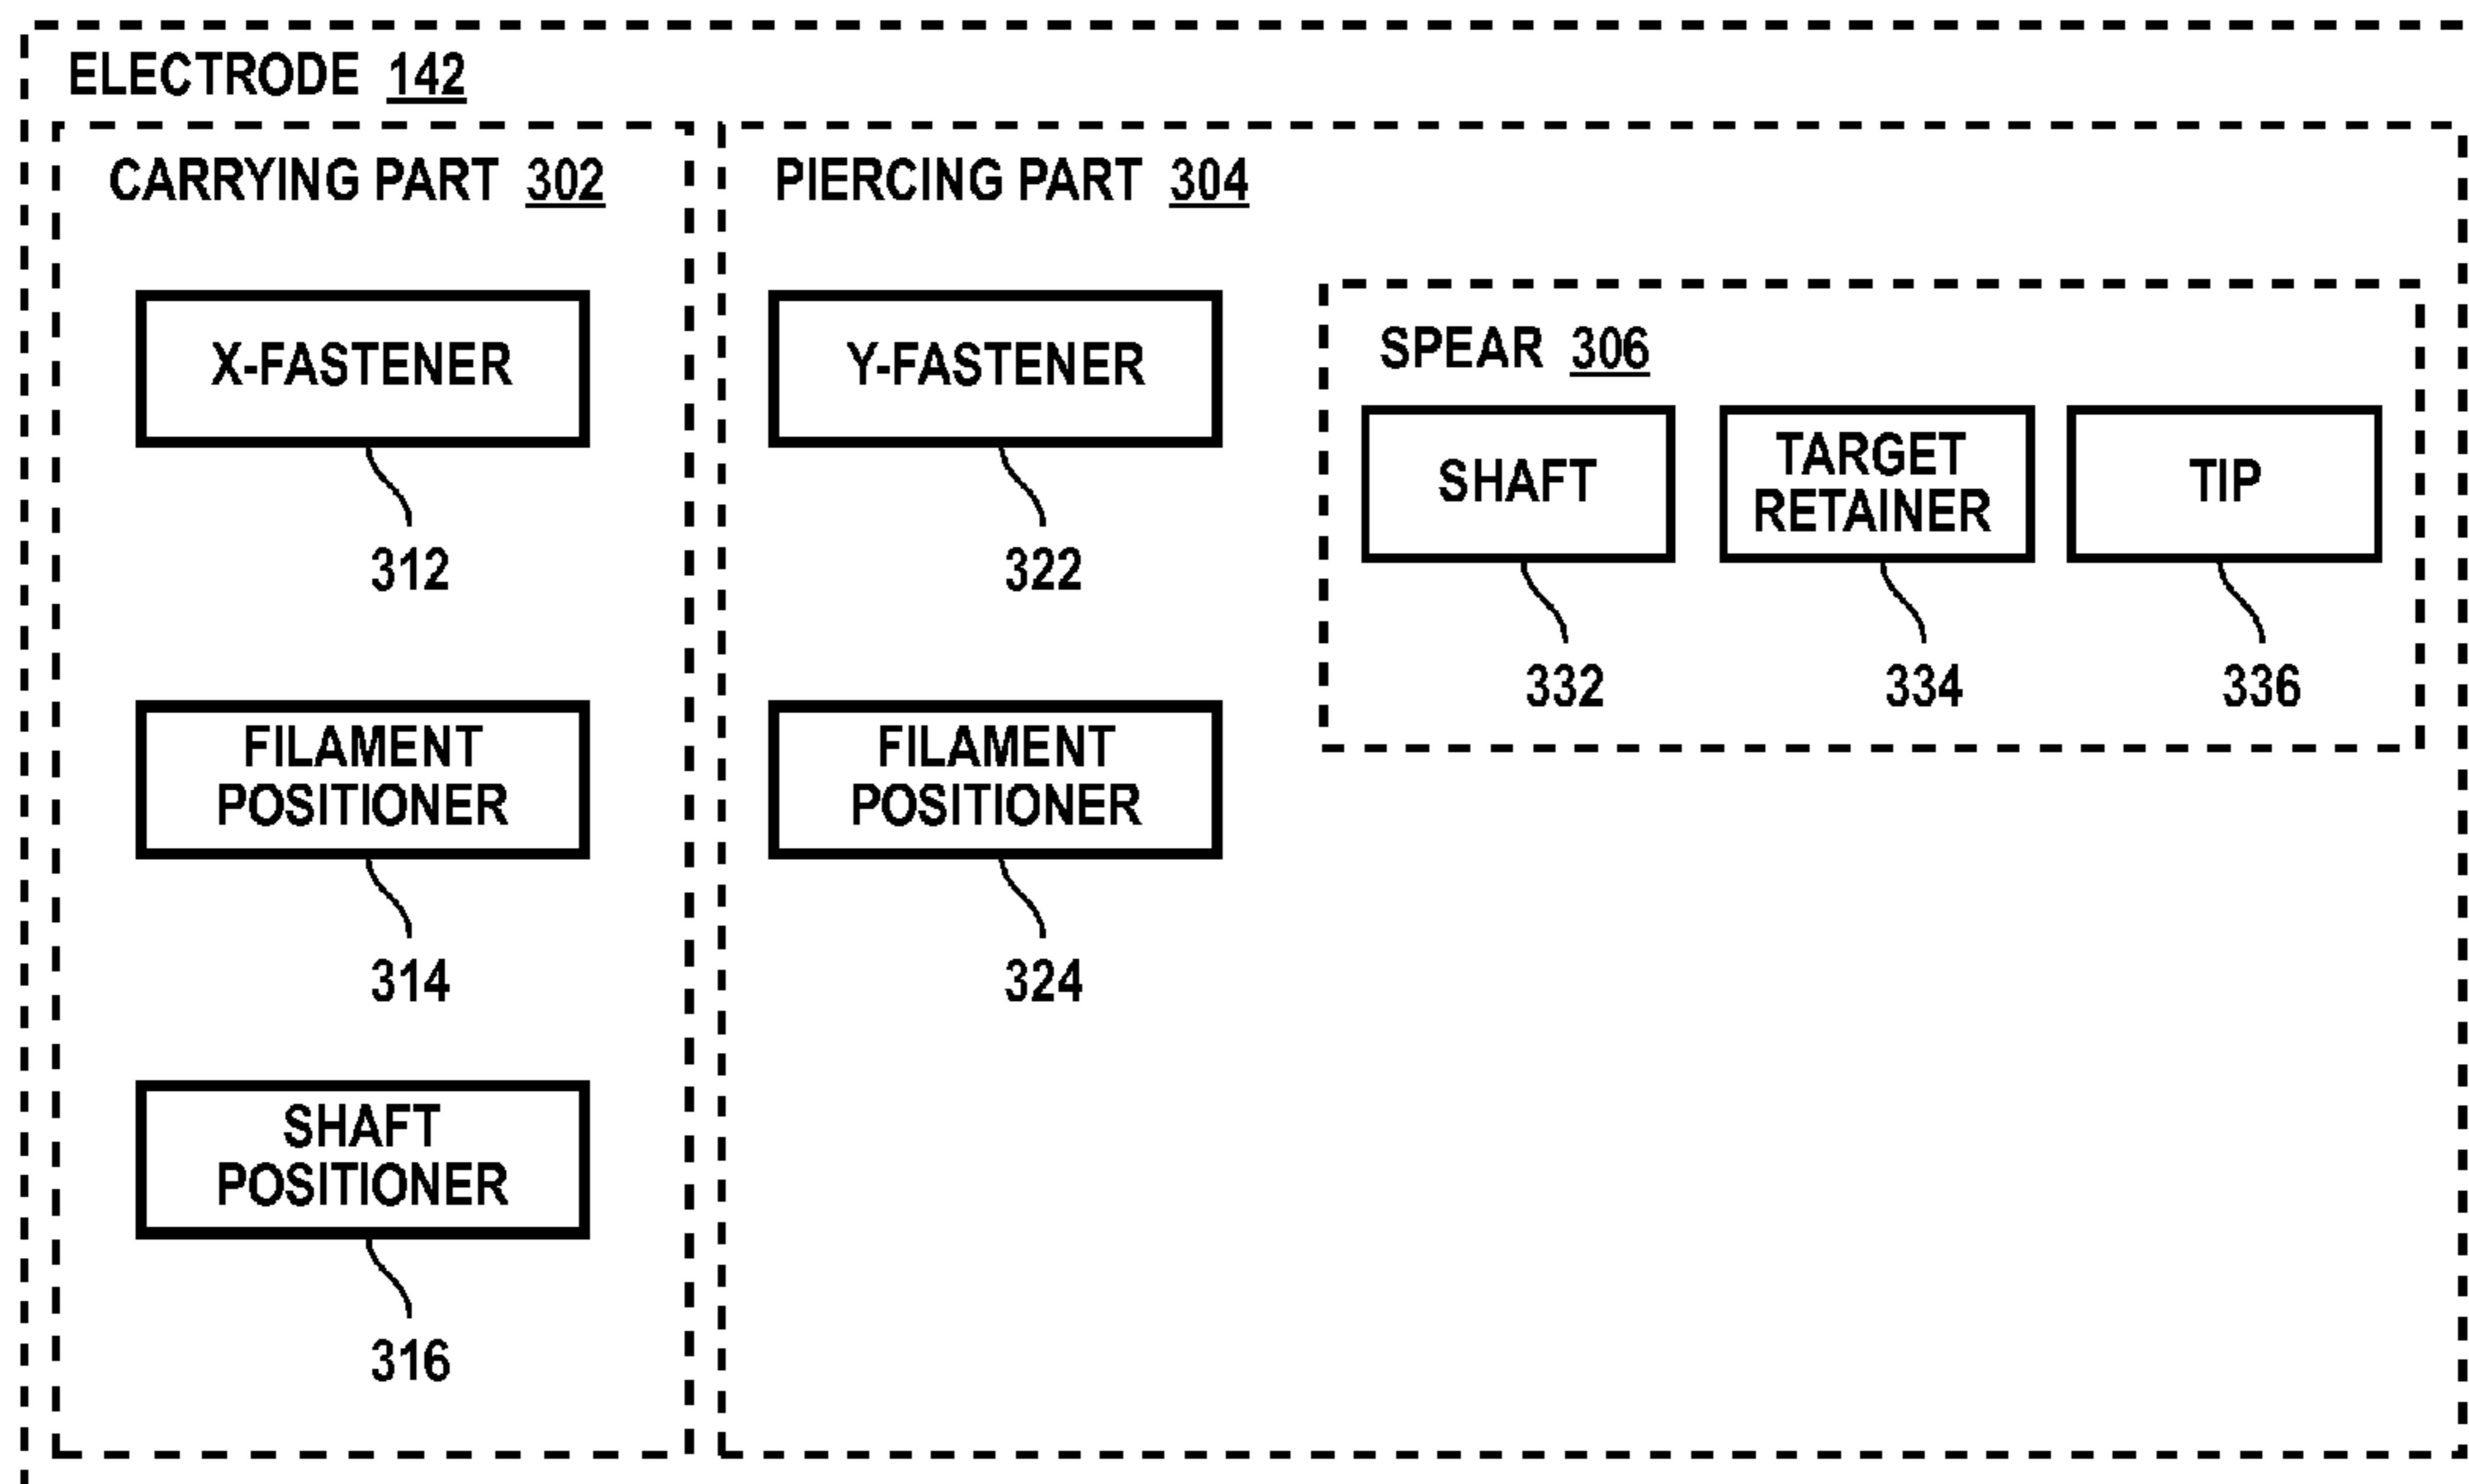 ELECTRODE 142
CARRYING PART 302
X-FASTENER
312
FILAMENT
POSITIONER
314
SHAFT
POSITIONER
316
PIERCING PART 304
Y-FASTENER
322
FILAMENT
POSITIONER
324
SPEAR 306
SHAFT
332
TARGET
RETAINER
334
TIP
336